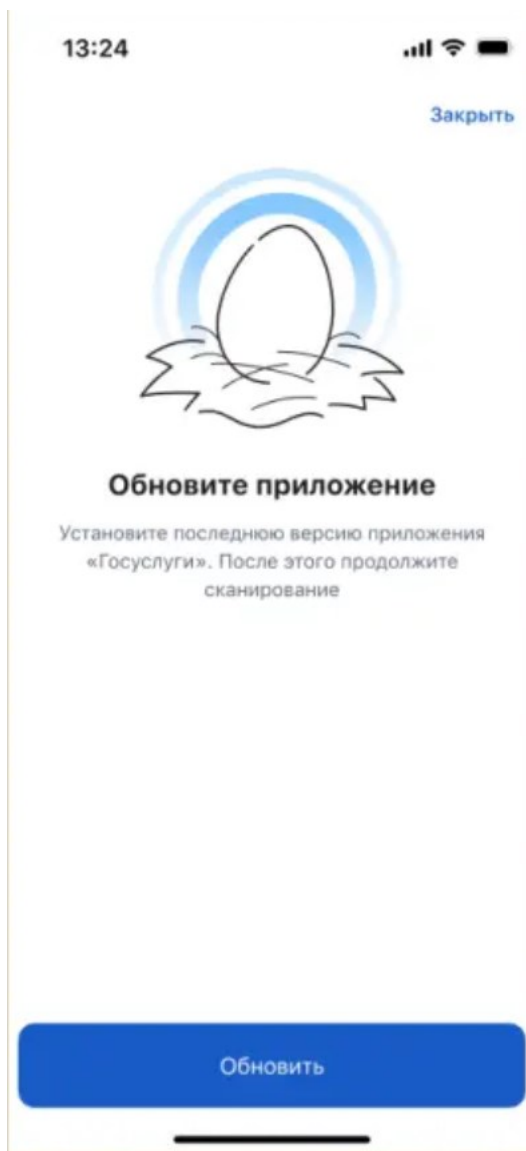 13:24
Закрыть
Обновите приложение
Установите последнюю версию приложения
«Госуслуги». После этого продолжите
сканирование
Обновить